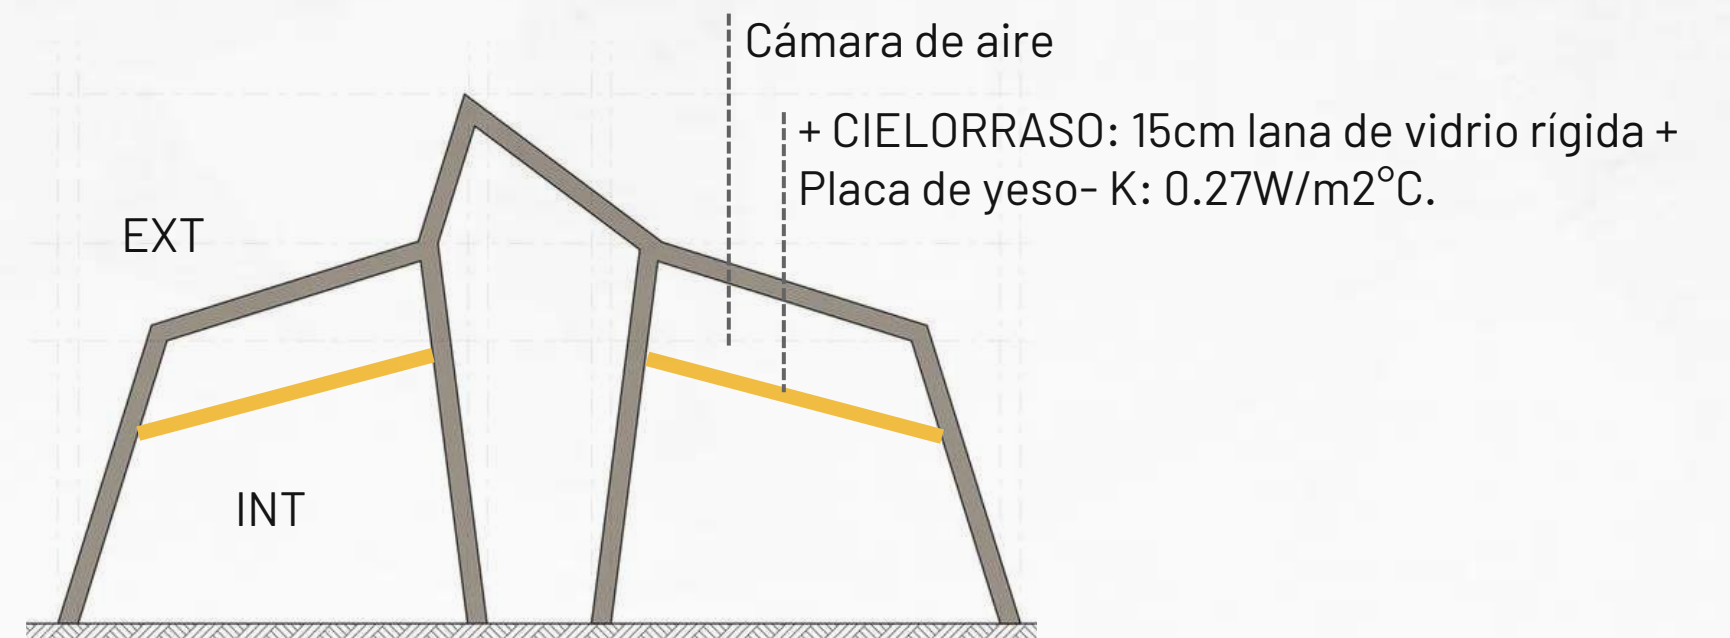 Cámara de aire
+ CIELORRASO: 15cm lana de vidrio rígida +
Placa de yeso- K: 0.27W/m2°C.
EXT
INT